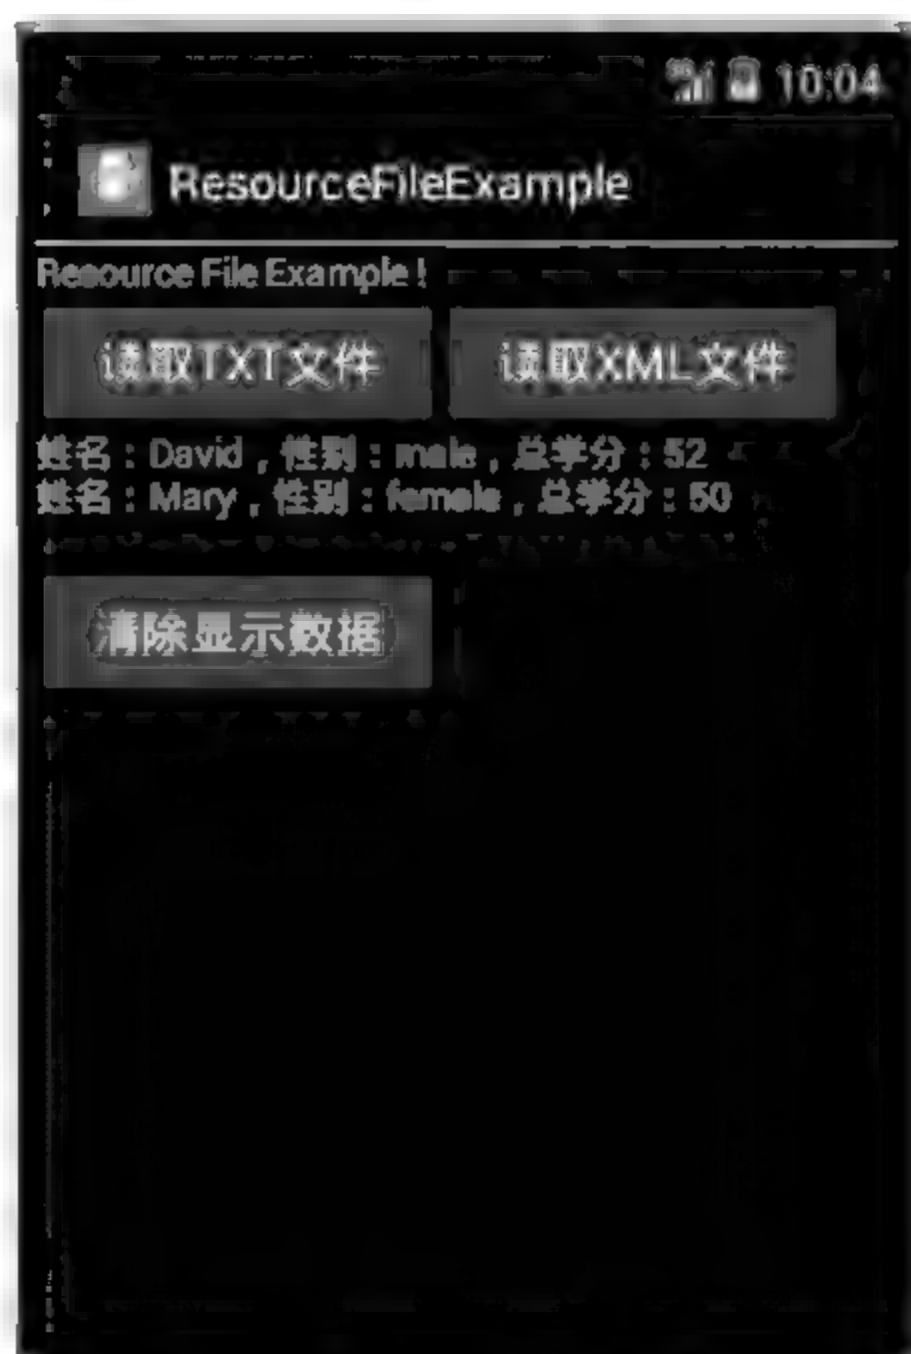 10:04
ResourceFileExample
Resource File Example !
读取TXT文件 读取XML文件
姓名：David，性别：male，总学分：52
姓名：Mary，性别：female，总学分：50
清除显示数据